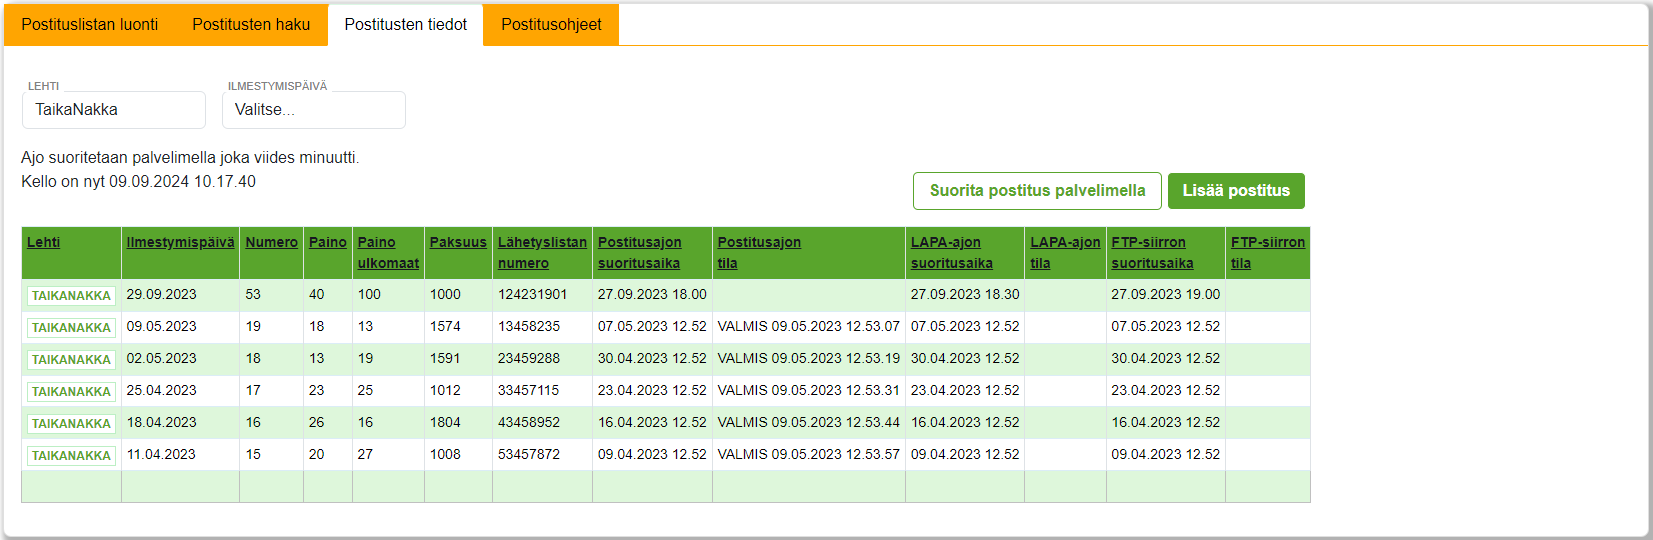 Postituslistan luonti Postitusten haku Postitusten tiedot Postitusohjeet
LEHTI ILMESTYMISPÄIVÄ
TaikaNakka Valitse...
Ajo suoritetaan palvelimella joka viides minuutti.
Kello on nyt 09.09.2024 10.17.40
Suorita postitus palvelimella Lisää postitus
Lehti Ilmestymispäivä Numero Paino Paino Paksuus Lähetyslistan Postitusajon Postitusajon LAPA-ajon LAPA-ajon FTP-siirron FTP-siirron
ulkomaat numero suoritusaika tila suoritusaika tila suoritusaika tila
TAIKANAKKA 29.09.2023 53 40 100 1000 124231901 27.09.2023 18.00 27.09.2023 18.30 27.09.2023 19.00
TAIKANAKKA 09.05.2023 19 18 13 1574 13458235 07.05.2023 12.52 VALMIS 09.05.2023 12.53.07 07.05.2023 12.52 07.05.2023 12.52
TAIKANAKKA 02.05.2023 18 13 19 1591 23459288 30.04.2023 12.52 VALMIS 09.05.2023 12.53.19 30.04.2023 12.52 30.04.2023 12.52
TAIKANAKKA 25.04.2023 17 23 25 1012 33457115 23.04.2023 12.52 VALMIS 09.05.2023 12.53.31 23.04.2023 12.52 23.04.2023 12.52
TAIKANAKKA 18.04.2023 16 26 16 1804 43458952 16.04.2023 12.52 VALMIS 09.05.2023 12.53.44 16.04.2023 12.52 16.04.2023 12.52
TAIKANAKKA 11.04.2023 15 20 27 1008 53457872 09.04.2023 12.52 VALMIS 09.05.2023 12.53.57 09.04.2023 12.52 09.04.2023 12.52